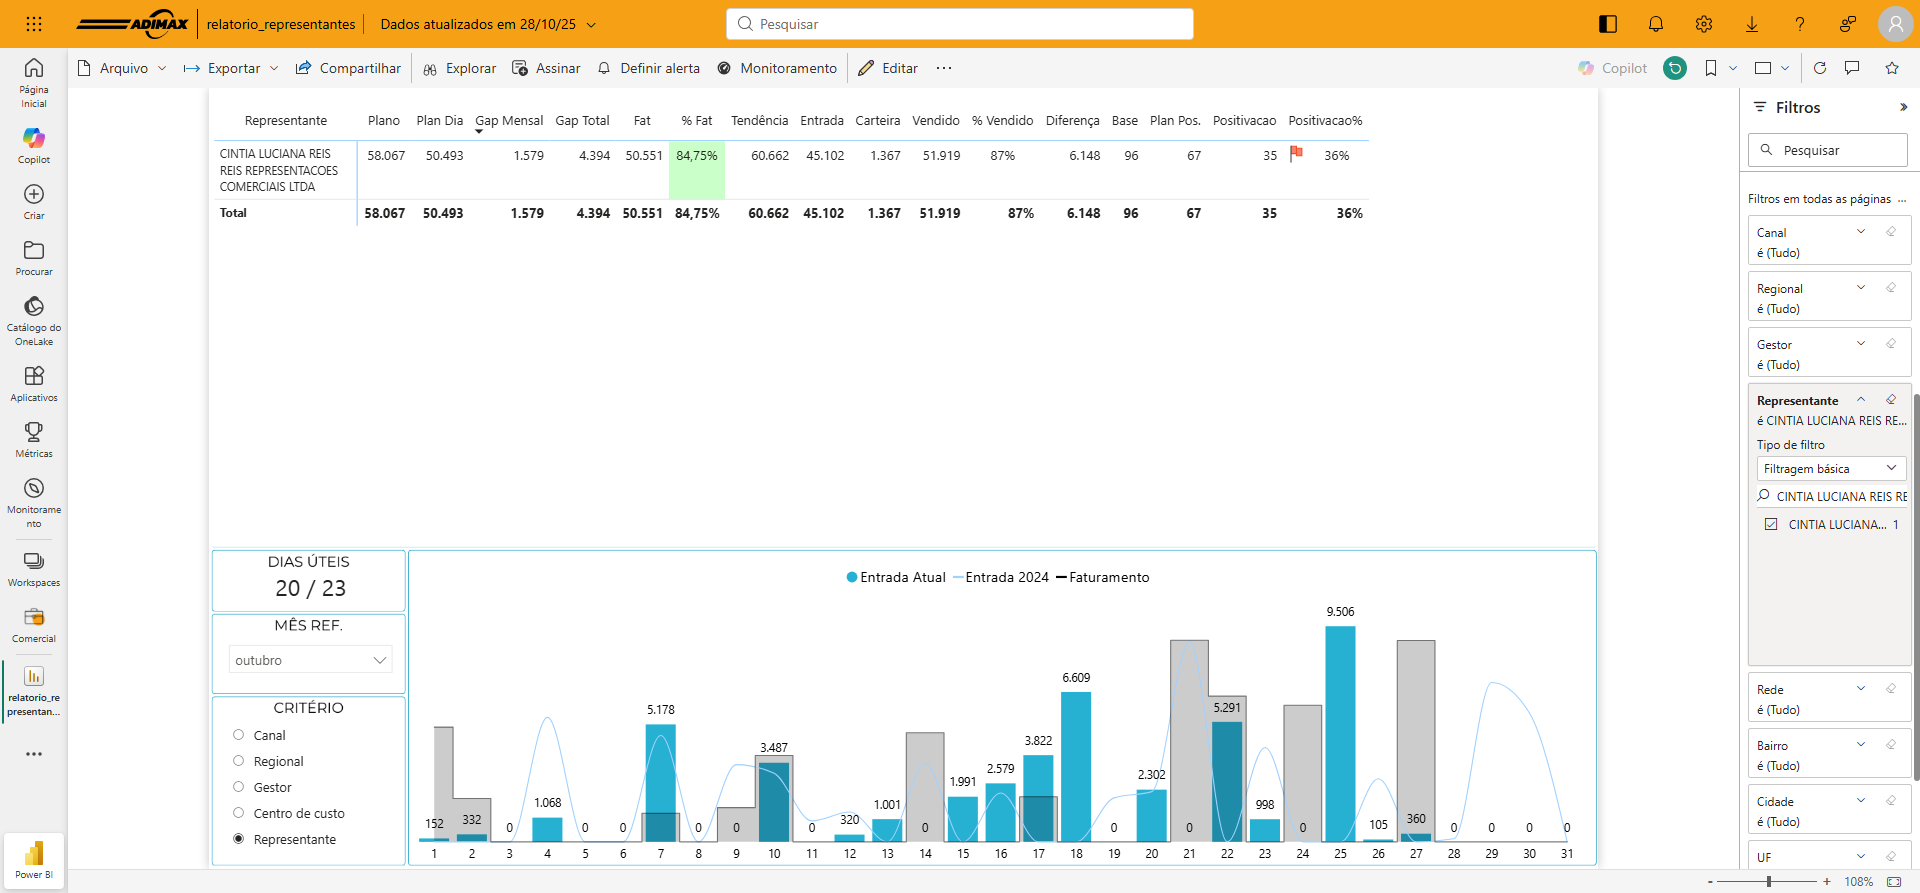 ADIMAX
relatorio_representantes
Dados atualizados em 28/10/25
Pesquisar
Arquivo
Exportar
Compartilhar
Explorar
Assinar
Definir alerta
Monitoramento
Editar
Copilot
Página
Inicial
Copilot
Criar
Procurar
Catálogo do
OneLake
Aplicativos
Métricas
Monitorame
nto
Workspaces
Comercial
relatorio_re
presentan...
Power BI
Representante Plano Plan Dia Gap Mensal Gap Total Fat % Fat Tendência Entrada Carteira Vendido % Vendido Diferença Base Plan Pos. Positivacao Positivacao%
CINTIA LUCIANA REIS
REIS REPRESENTACOES
COMERCIAIS LTDA
58.067 50.493 1.579 4.394 50.551 84,75% 60.662 45.102 1.367 51.919 87% 6.148 96 67 35 36%
Total 58.067 50.493 1.579 4.394 50.551 84,75% 60.662 45.102 1.367 51.919 87% 6.148 96 67 35 36%
DIAS ÚTEIS
20 / 23
MÊS REF.
outubro
CRITÉRIO
Canal
Regional
Gestor
Centro de custo
Representante
Entrada Atual Entrada 2024 Faturamento
152 332 0 1.068 0 0 5.178 0 0 3.487 0 320 1.001 0 1.991 2.579 3.822 6.609 0 2.302 0 5.291 998 0 9.506 105 360 0 0 0 0
1 2 3 4 5 6 7 8 9 10 11 12 13 14 15 16 17 18 19 20 21 22 23 24 25 26 27 28 29 30 31
Filtros
Pesquisar
Filtros em todas as páginas ...
Canal
é (Tudo)
Regional
é (Tudo)
Gestor
é (Tudo)
Representante
é CINTIA LUCIANA REIS RE...
Tipo de filtro
Filtragem básica
CINTIA LUCIANA REIS RE
CINTIA LUCIANA... 1
Rede
é (Tudo)
Bairro
é (Tudo)
Cidade
é (Tudo)
UF
- + 108%